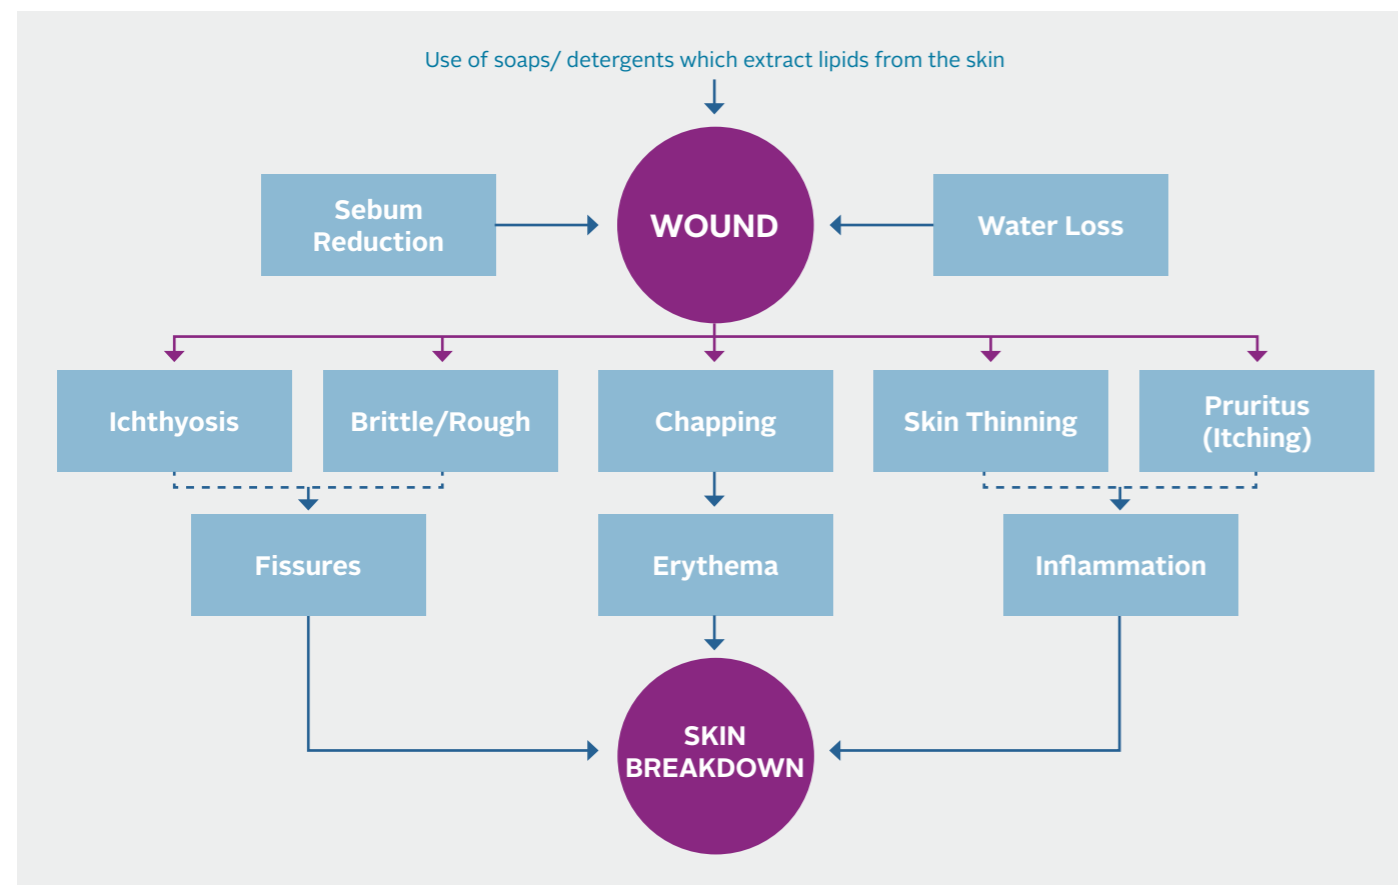 Use of soaps/ detergents which extract lipids from the skin
Sebum
Reduction
WOUND
Water Loss
Ichthyosis
Brittle/Rough
Chapping
Skin Thinning
Pruritus
(Itching)
Fissures
Erythema
Inflammation
SKIN
BREAKDOWN